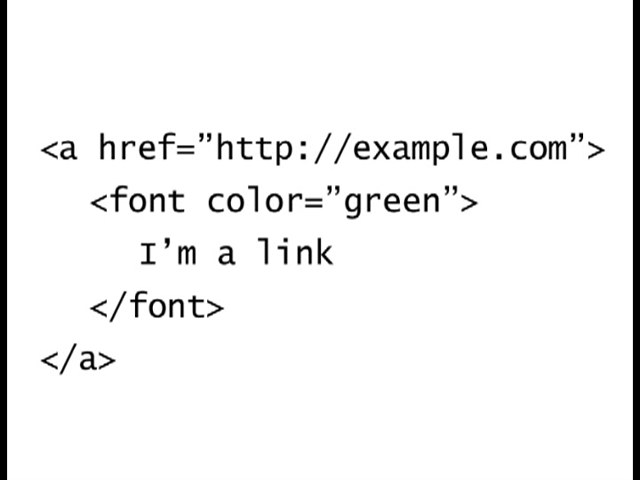 <a href=”http://example.com”>
<font color=”green”>
I’m a link
</font>
</a>